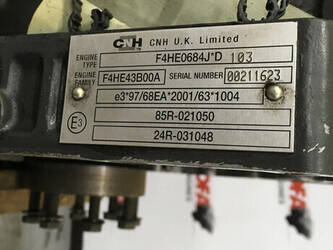 CNH CNH U.K. Limited
ENGINE TYPE F4HE0684J*D 103
ENGINE FAMILY F4HE43B00A SERIAL NUMBER 00211623
e3*97/68EA*2001/63*1004
E3 85R-021050
24R-031048